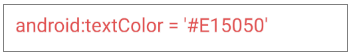 android:textColor = '#E15050'